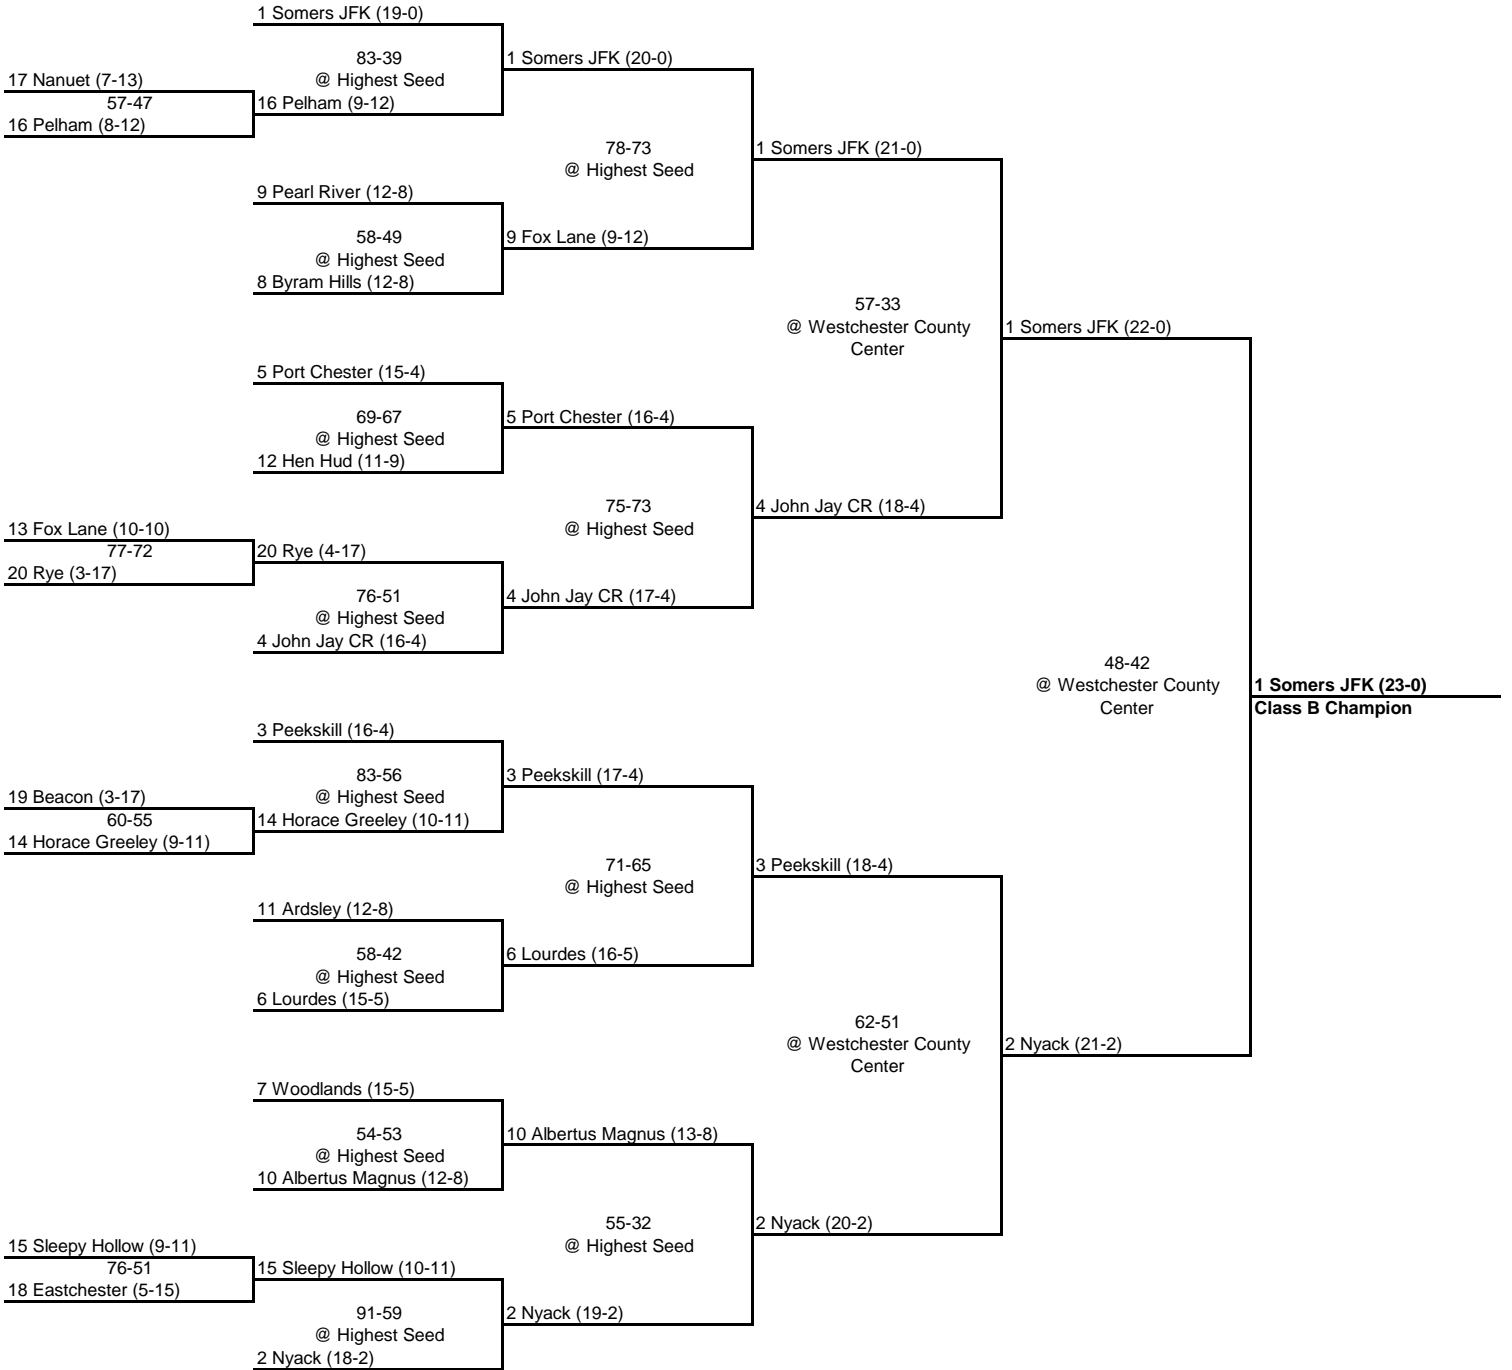 1 Somers JFK (19-0)
83-39
@ Highest Seed
1 Somers JFK (20-0)
17 Nanuet (7-13)
57-47
16 Pelham (8-12)
16 Pelham (9-12)
78-73
@ Highest Seed
1 Somers JFK (21-0)
9 Pearl River (12-8)
58-49
@ Highest Seed
9 Fox Lane (9-12)
8 Byram Hills (12-8)
57-33
@ Westchester County
Center
1 Somers JFK (22-0)
5 Port Chester (15-4)
69-67
@ Highest Seed
5 Port Chester (16-4)
12 Hen Hud (11-9)
75-73
@ Highest Seed
4 John Jay CR (18-4)
13 Fox Lane (10-10)
77-72
20 Rye (3-17)
20 Rye (4-17)
76-51
@ Highest Seed
4 John Jay CR (17-4)
4 John Jay CR (16-4)
48-42
@ Westchester County
Center
1 Somers JFK (23-0)
Class B Champion
3 Peekskill (16-4)
83-56
@ Highest Seed
3 Peekskill (17-4)
19 Beacon (3-17)
60-55
14 Horace Greeley (9-11)
14 Horace Greeley (10-11)
71-65
@ Highest Seed
3 Peekskill (18-4)
11 Ardsley (12-8)
58-42
@ Highest Seed
6 Lourdes (16-5)
6 Lourdes (15-5)
62-51
@ Westchester County
Center
2 Nyack (21-2)
7 Woodlands (15-5)
54-53
@ Highest Seed
10 Albertus Magnus (13-8)
10 Albertus Magnus (12-8)
55-32
@ Highest Seed
2 Nyack (20-2)
15 Sleepy Hollow (9-11)
76-51
18 Eastchester (5-15)
15 Sleepy Hollow (10-11)
91-59
@ Highest Seed
2 Nyack (19-2)
2 Nyack (18-2)